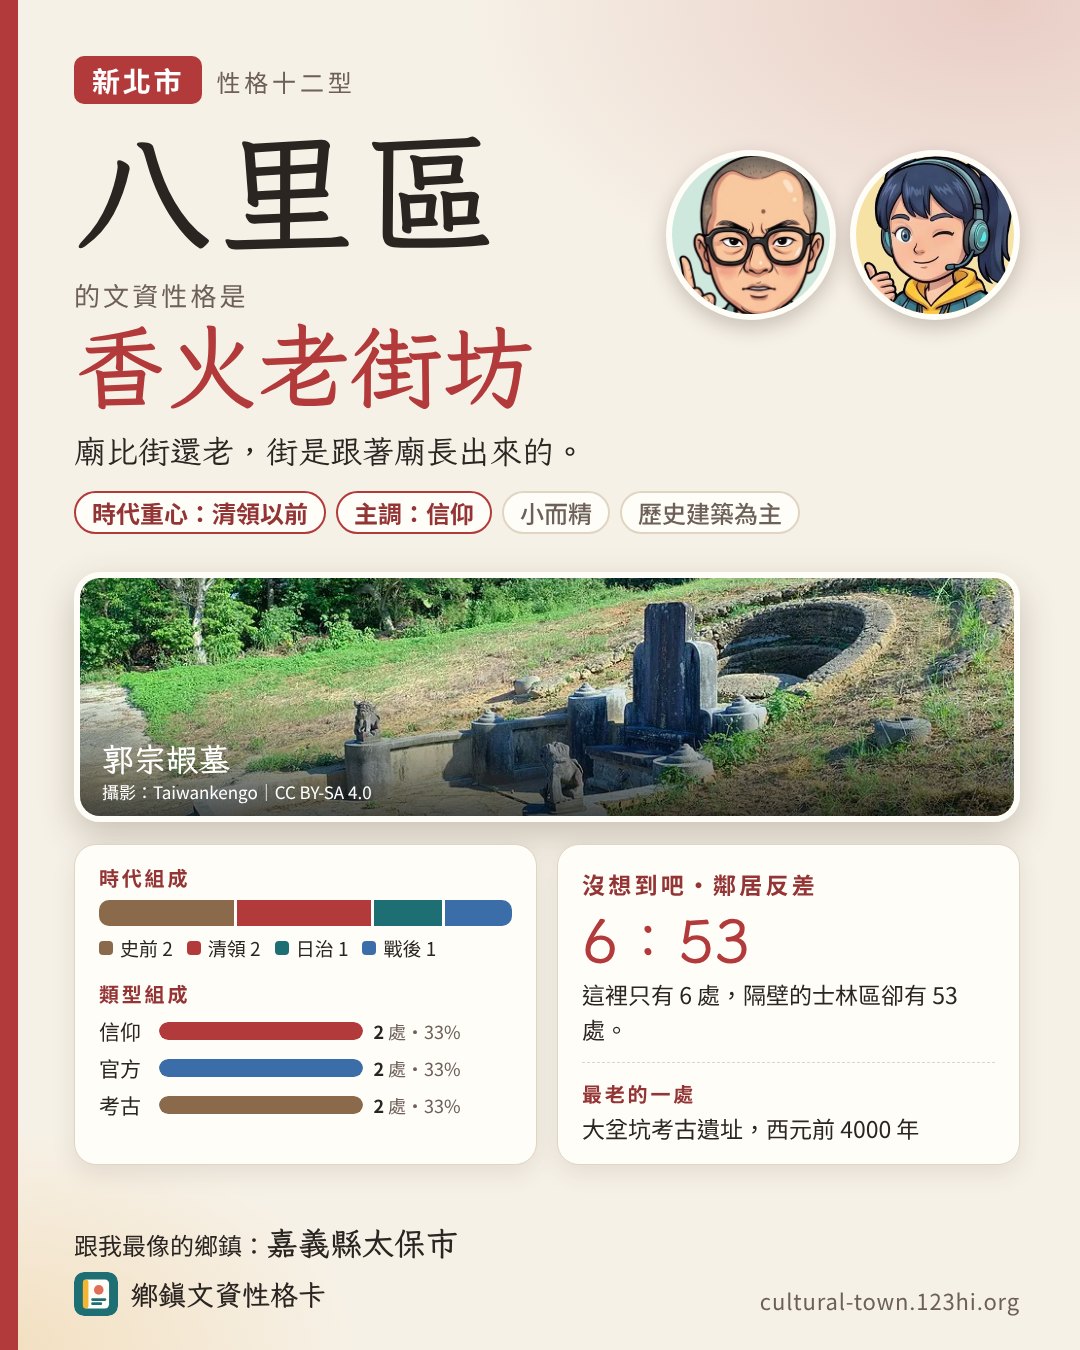 新北市
性格十二型
八里區
的文資性格是
香火老街坊
廟比街還老，街是跟著廟長出來的。
時代重心：清領以前
主調：信仰
小而精
歷史建築為主
郭宗嘏墓
攝影：Taiwankengo｜CC BY-SA 4.0
時代組成
史前 2 清領 2 日治 1 戰後 1
類型組成
信仰 2 處・33%
官方 2 處・33%
考古 2 處・33%
沒想到吧・鄰居反差
6：53
這裡只有 6 處，隔壁的士林區卻有 53
處。
最老的一處
大坌坑考古遺址，西元前 4000 年
跟我最像的鄉鎮：嘉義縣太保市
鄉鎮文資性格卡
cultural-town.123hi.org